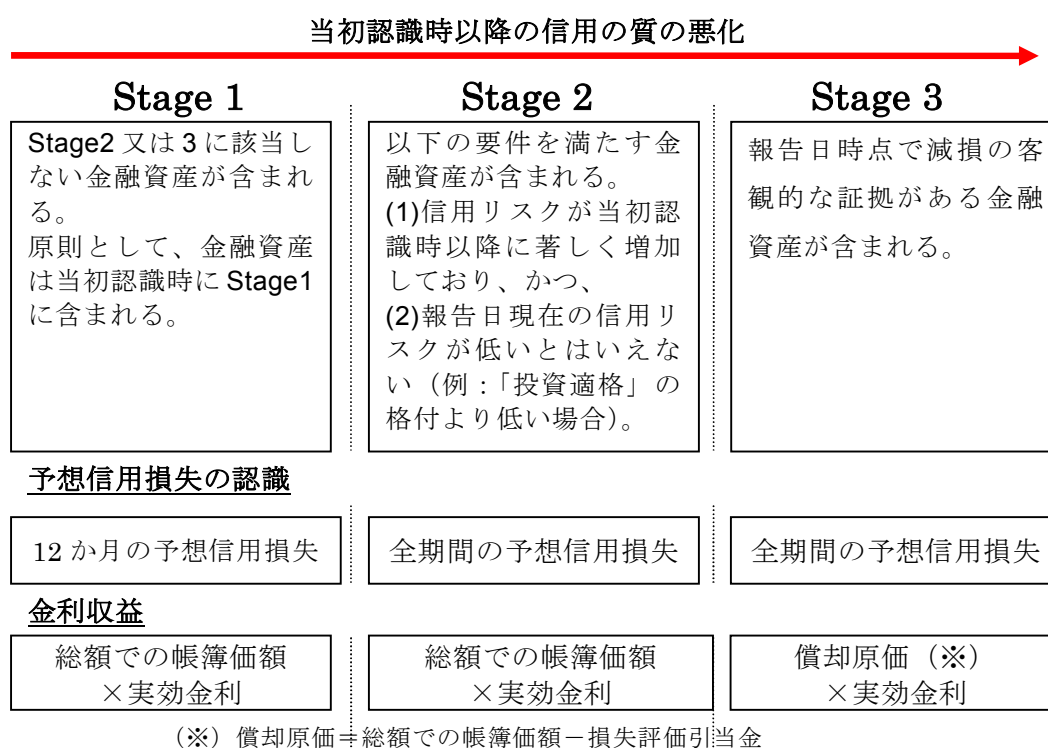 当初認識時以降の信用の質の悪化
Stage 1
Stage 2
Stage 3
Stage2 又は 3 に該当し
ない金融資産が含まれ
る。
原則として、金融資産
は当初認識時に Stage1
に含まれる。
以下の要件を満たす金
融資産が含まれる。
(1)信用リスクが当初認
識時以降に著しく増加
しており、かつ、
(2)報告日現在の信用リ
スクが低いとはいえな
い（例：「投資適格」の
格付より低い場合）。
報告日時点で減損の客
観的な証拠がある金融
資産が含まれる。
予想信用損失の認識
12 か月の予想信用損失
全期間の予想信用損失
全期間の予想信用損失
金利収益
総額での帳簿価額
×実効金利
総額での帳簿価額
×実効金利
償却原価（※）
×実効金利
（※）償却原価＝総額での帳簿価額－損失評価引当金